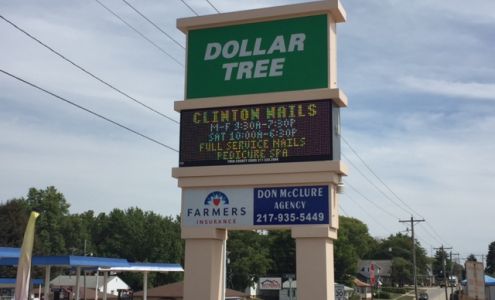 DOLLAR
TREE
CLINTON NAILS
M-F 9:30A-7:30P
SAT 10:00A-6:30P
FULL SERVICE NAILS
PEDICURE SPA
FARMERS
INSURANCE
DON McCLURE
AGENCY
217-935-5449